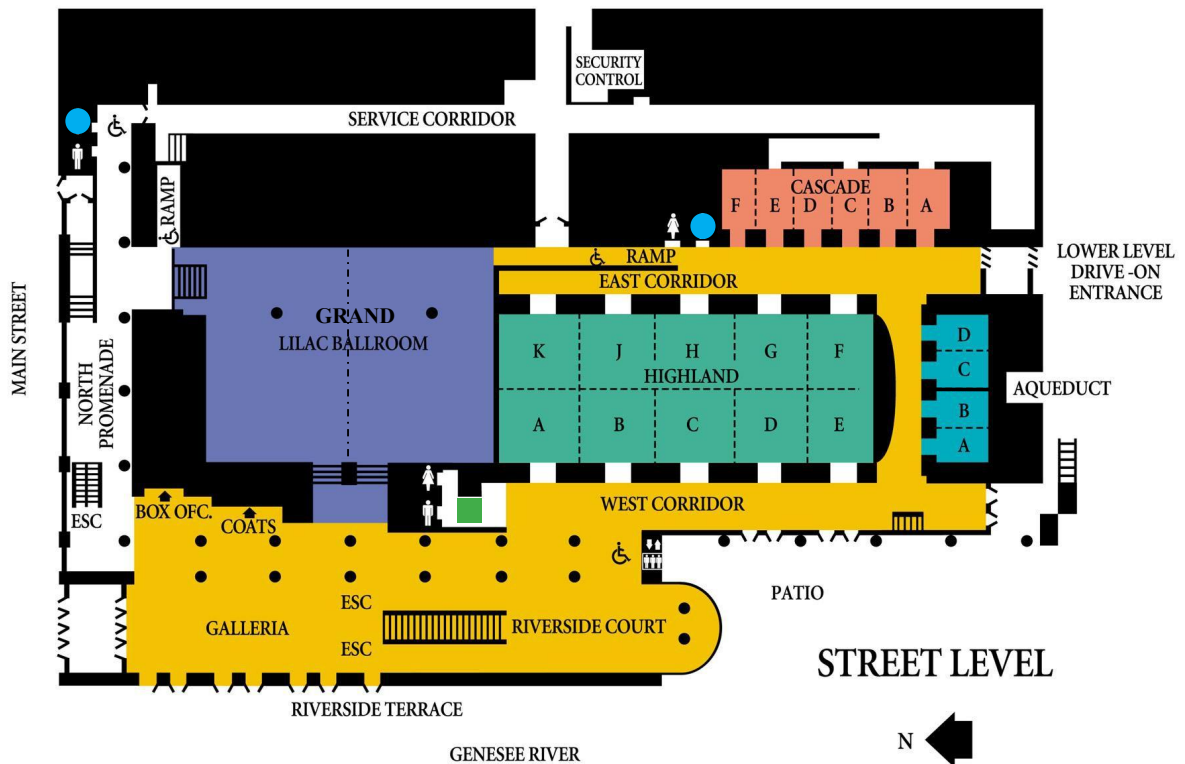 SECURITY
CONTROL
SERVICE CORRIDOR
RAMP
CASCADE
F E D C B A
RAMP
EAST CORRIDOR
LOWER LEVEL
DRIVE -ON
ENTRANCE
MAIN STREET
NORTH
PROMENADE
GRAND
LILAC BALLROOM
K J H G F
HIGHLAND
A B C D E
D
C
B
A
AQUEDUCT
ESC
BOX OFC.
COATS
WEST CORRIDOR
PATIO
ESC
GALLERIA
RIVERSIDE COURT
ESC
STREET LEVEL
RIVERSIDE TERRACE
GENESEE RIVER
N